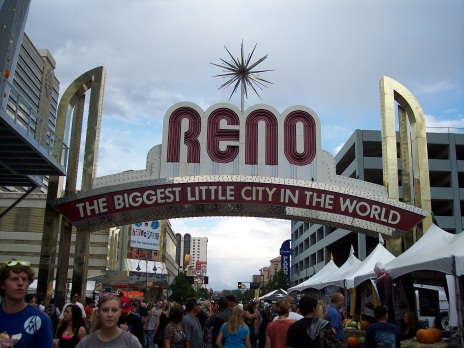 RENO
THE BIGGEST LITTLE CITY IN THE WORLD